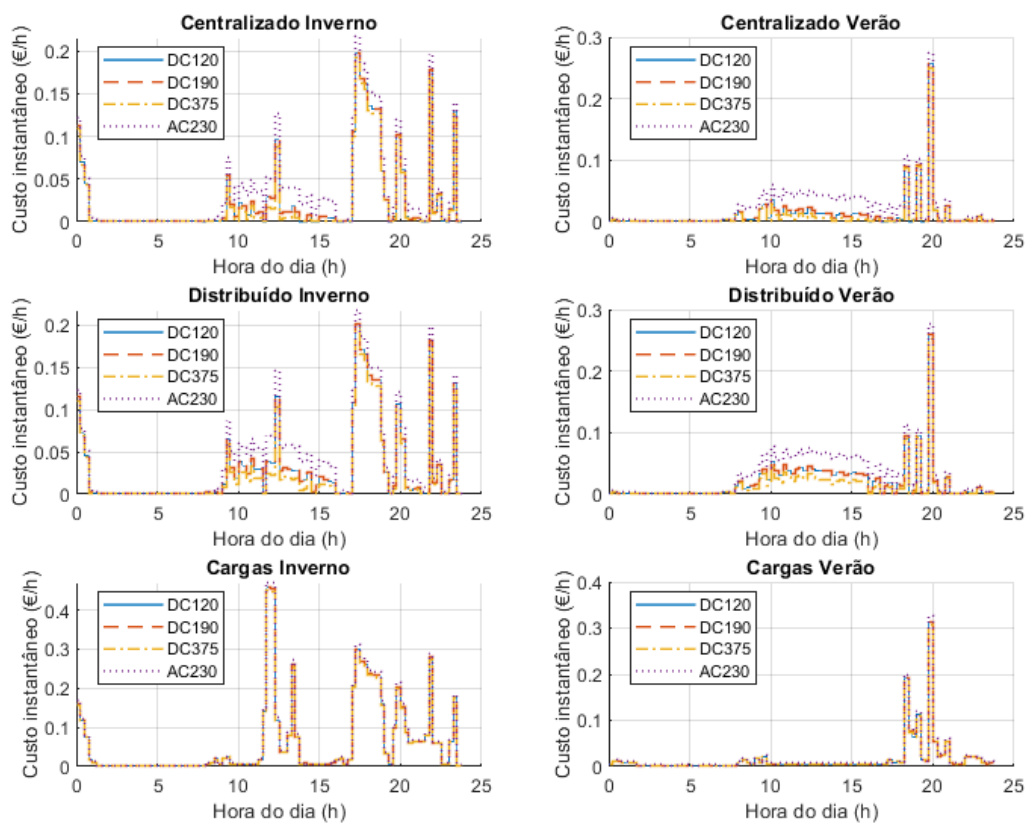 Centralizado Inverno
Custo instantâneo (€/h)
0.2
0.15
0.1
0.05
0
DC120
DC190
DC375
AC230
0 5 10 15 20 25
Hora do dia (h)
Centralizado Verão
Custo instantâneo (€/h)
0.3
0.2
0.1
0
DC120
DC190
DC375
AC230
0 5 10 15 20 25
Hora do dia (h)
Distribuído Inverno
Custo instantâneo (€/h)
0.2
0.15
0.1
0.05
0
DC120
DC190
DC375
AC230
0 5 10 15 20 25
Hora do dia (h)
Distribuído Verão
Custo instantâneo (€/h)
0.3
0.2
0.1
0
DC120
DC190
DC375
AC230
0 5 10 15 20 25
Hora do dia (h)
Cargas Inverno
Custo instantâneo (€/h)
0.4
0.3
0.2
0.1
0
DC120
DC190
DC375
AC230
0 5 10 15 20 25
Hora do dia (h)
Cargas Verão
Custo instantâneo (€/h)
0.4
0.3
0.2
0.1
0
DC120
DC190
DC375
AC230
0 5 10 15 20 25
Hora do dia (h)